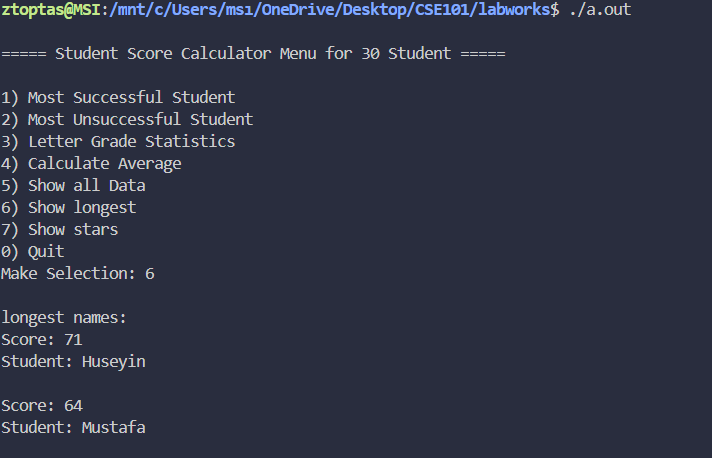 ztoptas@MSI:/mnt/c/Users/msı/OneDrive/Desktop/CSE101/labworks$ ./a.out
===== Student Score Calculator Menu for 30 Student =====
1) Most Successful Student
2) Most Unsuccessful Student
3) Letter Grade Statistics
4) Calculate Average
5) Show all Data
6) Show longest
7) Show stars
0) Quit
Make Selection: 6
longest names:
Score: 71
Student: Huseyin
Score: 64
Student: Mustafa